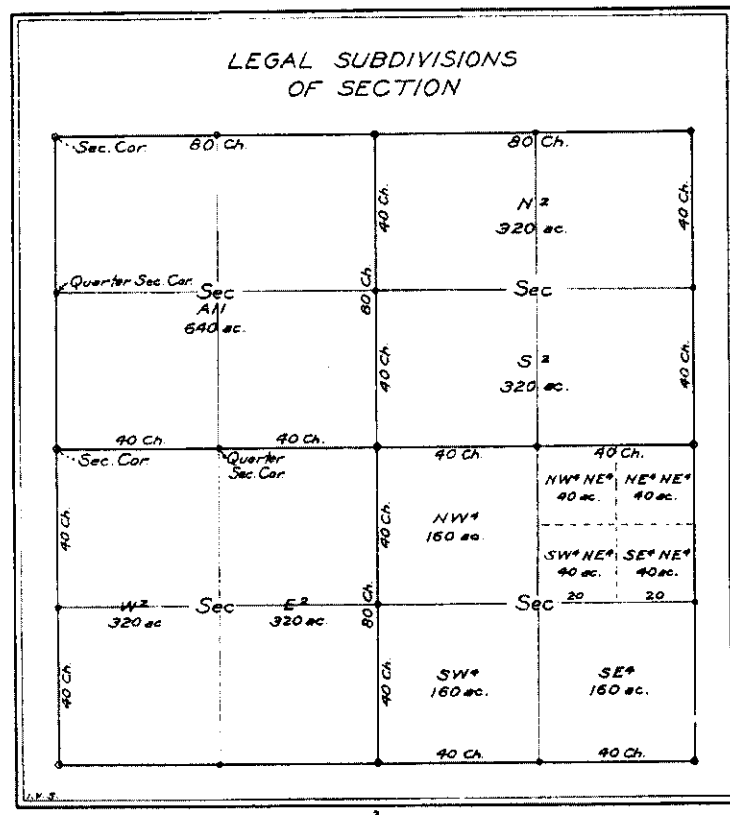 LEGAL SUBDIVISIONS
OF SECTION
Sec. Cor.
80 Ch.
80 Ch.
40 Ch.
N²
320 ac.
40 Ch.
Quarter Sec. Cor.
Sec
All
640 ac.
80 Ch
Sec
40 Ch.
S²
320 ac.
40 Ch.
40 Ch.
40 Ch.
40 Ch.
40 Ch.
Sec. Cor.
Quarter
Sec. Cor.
40 Ch.
40 Ch.
NW⁴
160 ac.
NW⁴ NE⁴
40 ac.
NE⁴ NE⁴
40 ac.
SW⁴ NE⁴
40 ac.
SE⁴ NE⁴
40 ac.
20
20
W²
320 ac
Sec
E²
320 ac.
80 Ch.
Sec
40 Ch.
40 Ch.
SW⁴
160 ac.
SE⁴
160 ac.
40 Ch.
40 Ch.